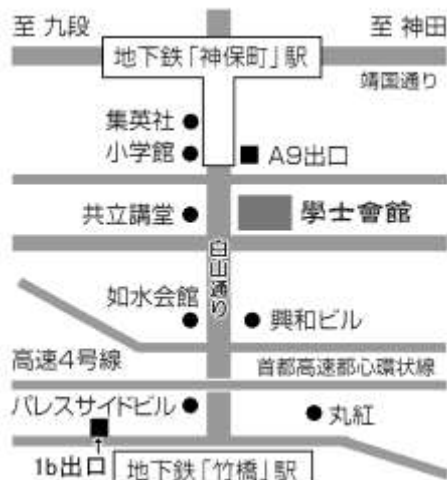 至 九段
至 神田
地下鉄「神保町」駅
靖国通り
集英社
小学館
A9出口
共立講堂
學士會館
白山通り
如水会館
興和ビル
高速4号線
首都高速都心環状線
パレスサイドビル
丸紅
1b出口
地下鉄「竹橋」駅